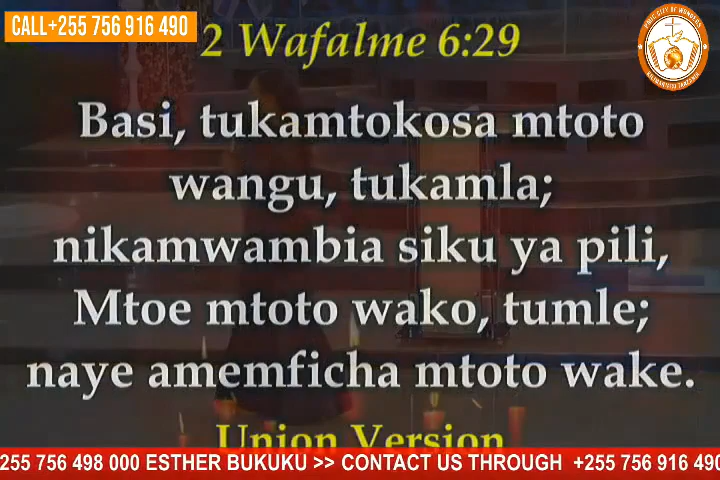 CALL+255 756 916 490
2 Wafalme 6:29
Basi, tukamtokosa mtoto
wangu, tukamla;
nikamwambia siku ya pili,
Mtoe mtoto wako, tumle;
naye amemficha mtoto wake.
Union Version
255 756 498 000 ESTHER BUKUKU >> CONTACT US THROUGH +255 756 916 490